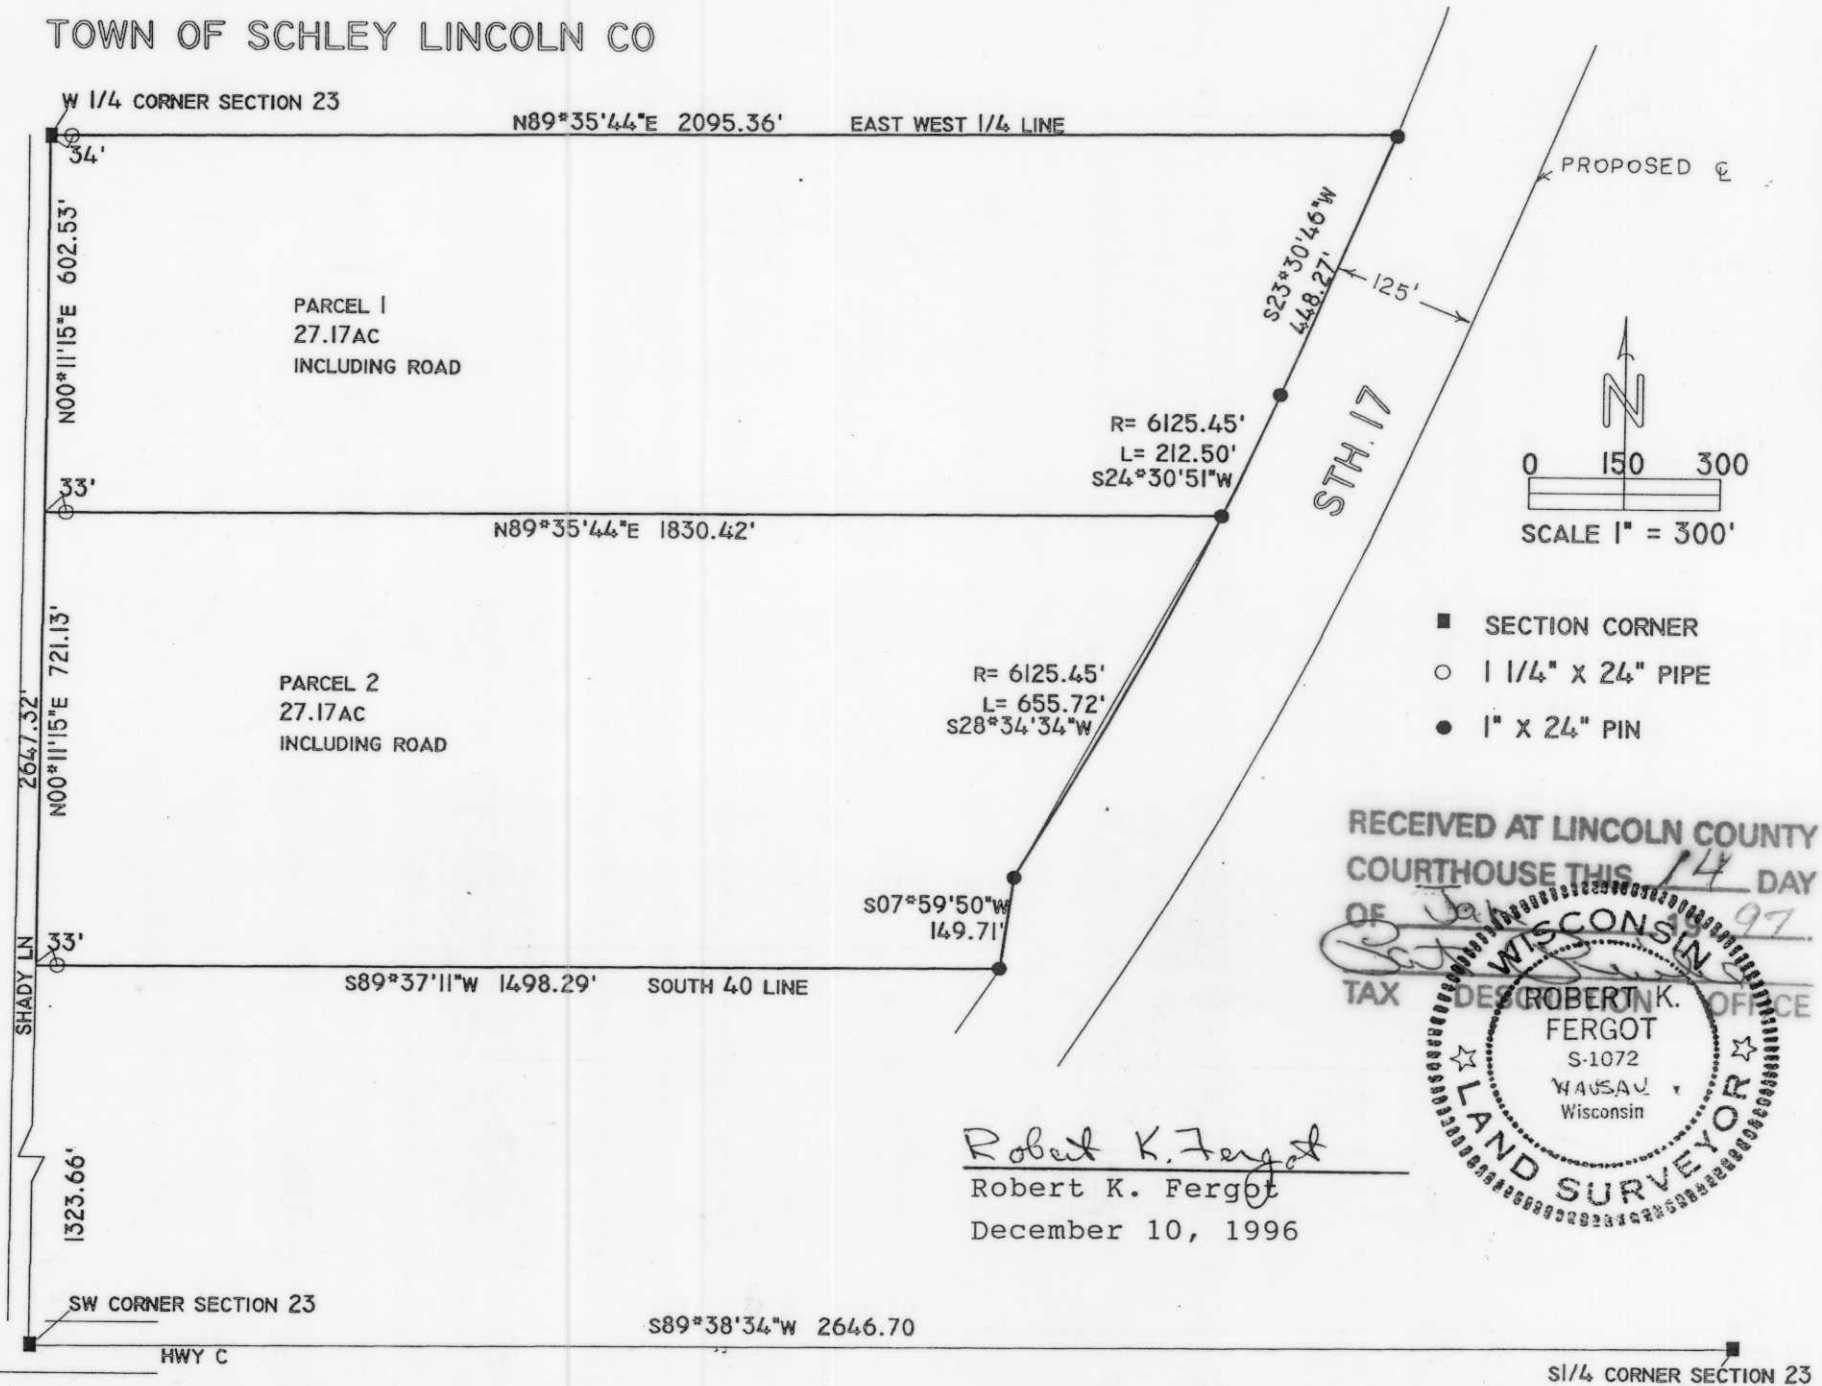 TOWN OF SCHLEY LINCOLN CO
W 1/4 CORNER SECTION 23
N89*35'44"E 2095.36' EAST WEST 1/4 LINE
34'
PROPOSED ℄
N00*11'15"E 602.53'
S23*30'46"W
448.27'
125'
PARCEL 1
27.17AC
INCLUDING ROAD
R= 6125.45'
L= 212.50'
S24*30'51"W
STH. 17
N
0 150 300
SCALE 1" = 300'
33'
N89*35'44"E 1830.42'
SECTION CORNER
1 1/4" X 24" PIPE
1" X 24" PIN
N00*11'15"E 721.13'
2647.32'
PARCEL 2
27.17AC
INCLUDING ROAD
R= 6125.45'
L= 655.72'
S28*34'34"W
S07*59'50"W
149.71'
33'
S89*37'11"W 1498.29' SOUTH 40 LINE
SHADY LN
RECEIVED AT LINCOLN COUNTY
COURTHOUSE THIS 14 DAY
OF Jan 1997
TAX DESCRIPTION OFFICE
WISCONSIN
ROBERT K.
FERGOT
S-1072
WAUSAU
Wisconsin
LAND SURVEYOR
Robert K. Fergot
Robert K. Fergot
December 10, 1996
1323.66'
SW CORNER SECTION 23
S89*38'34"W 2646.70
HWY C
S1/4 CORNER SECTION 23